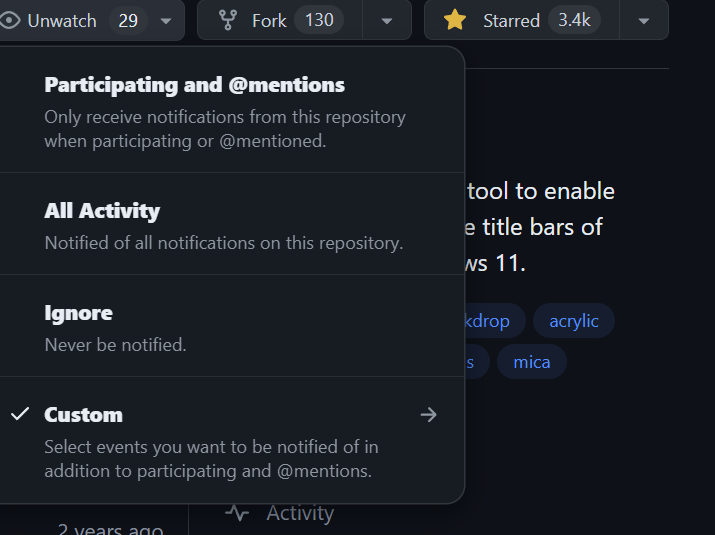 Unwatch 29
Fork 130
Starred 3.4k
Participating and @mentions
Only receive notifications from this repository
when participating or @mentioned.
All Activity
Notified of all notifications on this repository.
Ignore
Never be notified.
Custom
Select events you want to be notified of in
addition to participating and @mentions.
tool to enable
e title bars of
ws 11.
kdrop acrylic
s mica
Activity
2 years ago